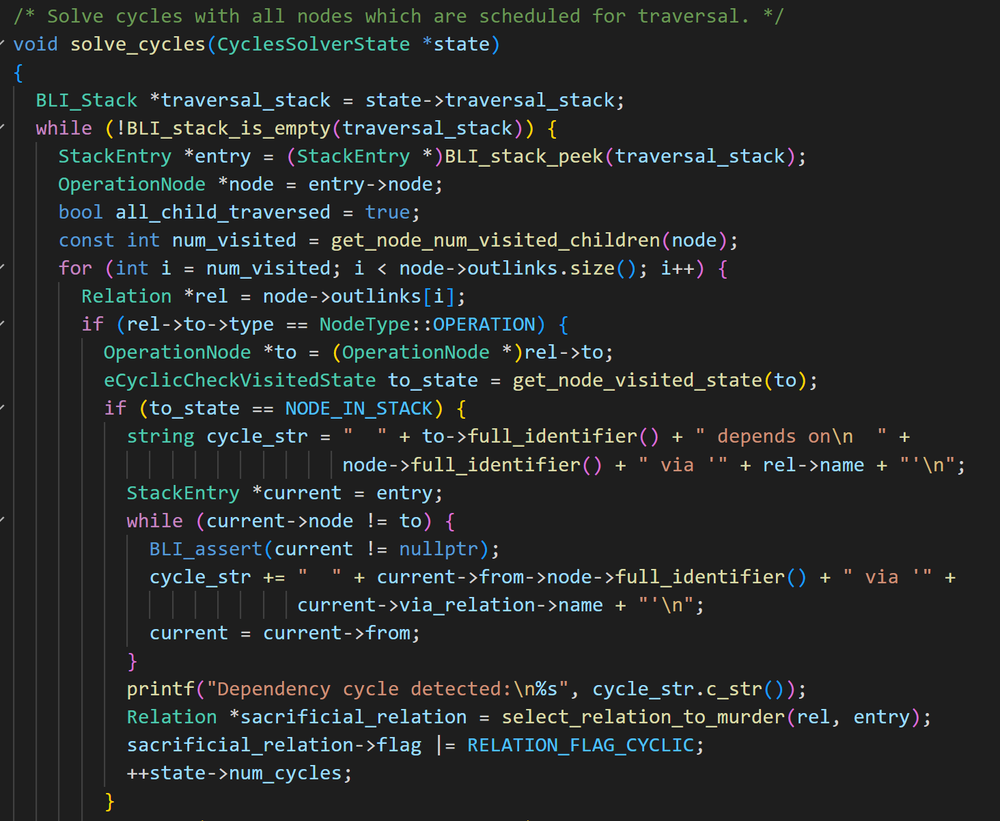 /* Solve cycles with all nodes which are scheduled for traversal. */
void solve_cycles(CyclesSolverState *state)
{
  BLI_Stack *traversal_stack = state->traversal_stack;
  while (!BLI_stack_is_empty(traversal_stack)) {
    StackEntry *entry = (StackEntry *)BLI_stack_peek(traversal_stack);
    OperationNode *node = entry->node;
    bool all_child_traversed = true;
    const int num_visited = get_node_num_visited_children(node);
    for (int i = num_visited; i < node->outlinks.size(); i++) {
      Relation *rel = node->outlinks[i];
      if (rel->to->type == NodeType::OPERATION) {
        OperationNode *to = (OperationNode *)rel->to;
        eCyclicCheckVisitedState to_state = get_node_visited_state(to);
        if (to_state == NODE_IN_STACK) {
          string cycle_str = "  " + to->full_identifier() + " depends on\n  " +
                             node->full_identifier() + " via '" + rel->name + "'\n";
          StackEntry *current = entry;
          while (current->node != to) {
            BLI_assert(current != nullptr);
            cycle_str += "  " + current->from->node->full_identifier() + " via '" +
                         current->via_relation->name + "'\n";
            current = current->from;
          }
          printf("Dependency cycle detected:\n%s", cycle_str.c_str());
          Relation *sacrificial_relation = select_relation_to_murder(rel, entry);
          sacrificial_relation->flag |= RELATION_FLAG_CYCLIC;
          ++state->num_cycles;
        }